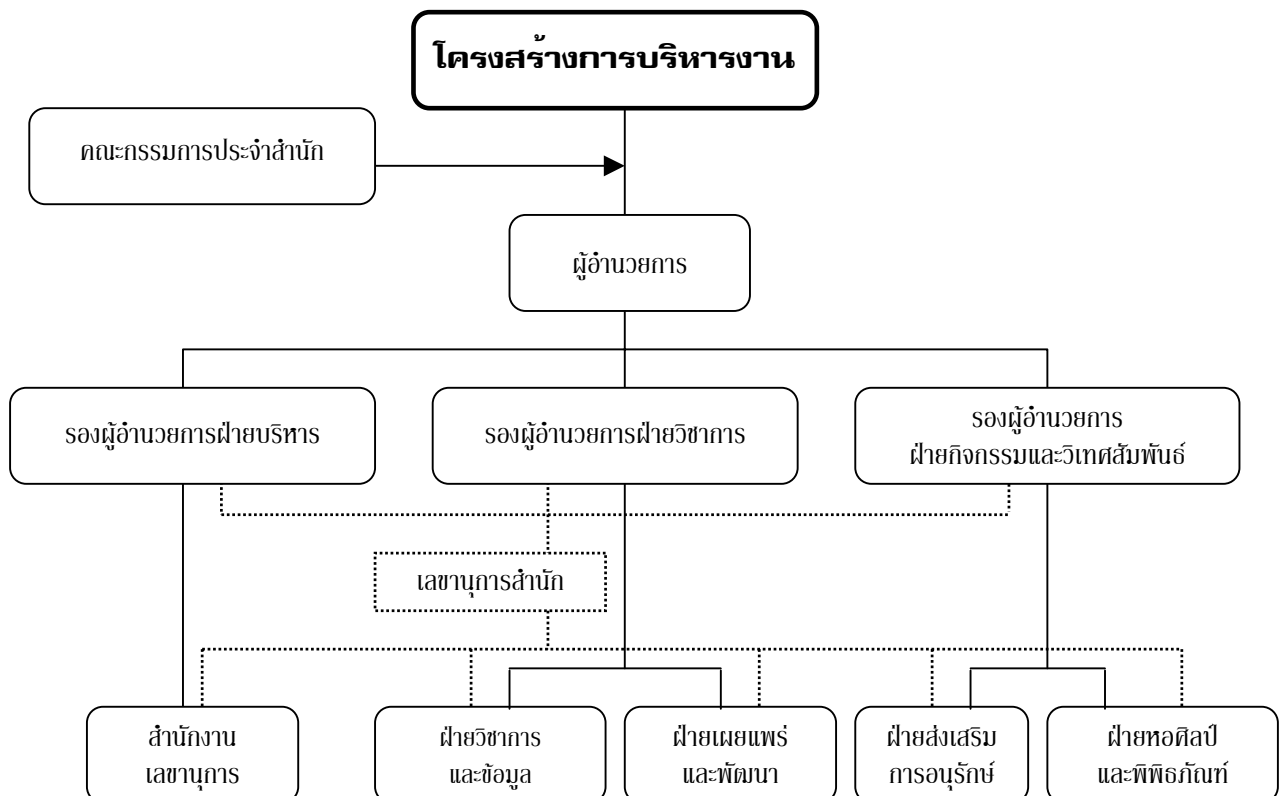 โครงสร้างการบริหารงาน
คณะกรรมการประจำสำนัก
ผู้อำนวยการ
รองผู้อำนวยการฝ่ายบริหาร
รองผู้อำนวยการฝ่ายวิชาการ
รองผู้อำนวยการ
ฝ่ายกิจกรรมและวิเทศสัมพันธ์
เลขานุการสำนัก
สำนักงาน
เลขานุการ
ฝ่ายวิชาการ
และข้อมูล
ฝ่ายเผยแพร่
และพัฒนา
ฝ่ายส่งเสริม
การอนุรักษ์
ฝ่ายหอศิลป์
และพิพิธภัณฑ์